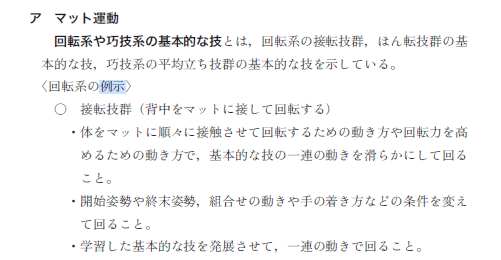 ア マット運動
回転系や巧技系の基本的な技とは，回転系の接転技群，ほん転技群の基
本的な技，巧技系の平均立ち技群の基本的な技を示している。
〈回転系の例示〉
○ 接転技群（背中をマットに接して回転する）
・体をマットに順々に接触させて回転するための動き方や回転力を高
めるための動き方で，基本的な技の一連の動きを滑らかにして回る
こと。
・開始姿勢や終末姿勢，組合せの動きや手の着き方などの条件を変え
て回ること。
・学習した基本的な技を発展させて，一連の動きで回ること。